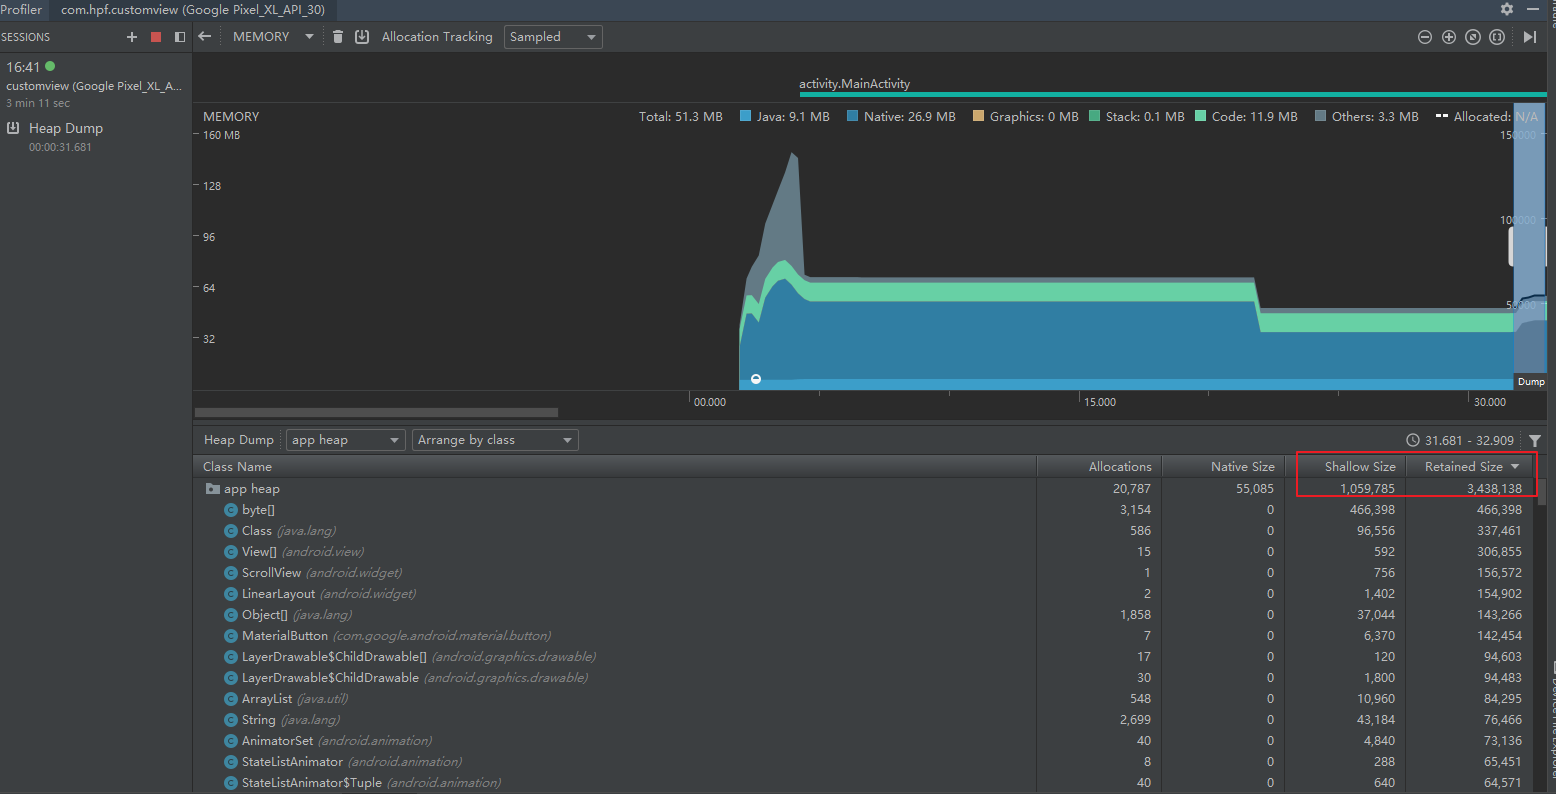 Profiler com.hpf.customview (Google Pixel_XL_API_30)
SESSIONS MEMORY Allocation Tracking Sampled
16:41
customview (Google Pixel_XL_A...
3 min 11 sec
Heap Dump
00:00:31.681
activity.MainActivity
MEMORY Total: 51.3 MB Java: 9.1 MB Native: 26.9 MB Graphics: 0 MB Stack: 0.1 MB Code: 11.9 MB Others: 3.3 MB Allocated: N/A
160 MB 150000
128
96 100000
64 50000
32
Dump
00.000 15.000 30.000
Heap Dump app heap Arrange by class 31.681 - 32.909
Class Name Allocations Native Size Shallow Size Retained Size
app heap 20,787 55,085 1,059,785 3,438,138
byte[] 3,154 0 466,398 466,398
Class (java.lang) 586 0 96,556 337,461
View[] (android.view) 15 0 592 306,855
ScrollView (android.widget) 1 0 756 156,572
LinearLayout (android.widget) 2 0 1,402 154,902
Object[] (java.lang) 1,858 0 37,044 143,266
MaterialButton (com.google.android.material.button) 7 0 6,370 142,454
LayerDrawable$ChildDrawable[] (android.graphics.drawable) 17 0 120 94,603
LayerDrawable$ChildDrawable (android.graphics.drawable) 30 0 1,800 94,483
ArrayList (java.util) 548 0 10,960 84,295
String (java.lang) 2,699 0 43,184 76,466
AnimatorSet (android.animation) 40 0 4,840 73,136
StateListAnimator (android.animation) 8 0 288 65,451
StateListAnimator$Tuple (android.animation) 40 0 640 64,571